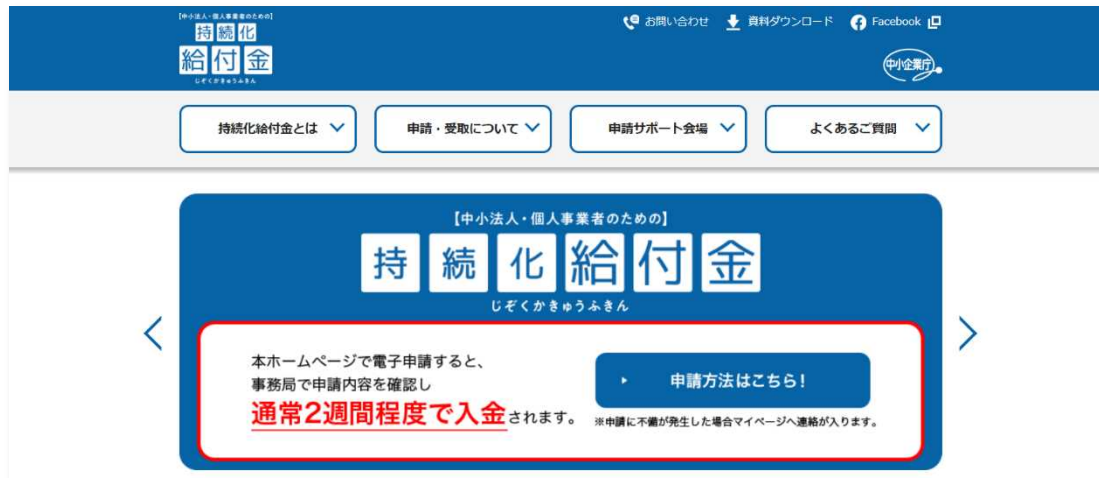 【中小法人・個人事業者のための】
持続化
給付金
じぞくかきゅうふきん
お問い合わせ 資料ダウンロード Facebook
中小企業庁
持続化給付金とは 申請・受取について 申請サポート会場 よくあるご質問
【中小法人・個人事業者のための】
持続化給付金
じぞくかきゅうふきん
本ホームページで電子申請すると、
事務局で申請内容を確認し
通常2週間程度で入金されます。
申請方法はこちら!
※申請に不備が発生した場合マイページへ連絡が入ります。